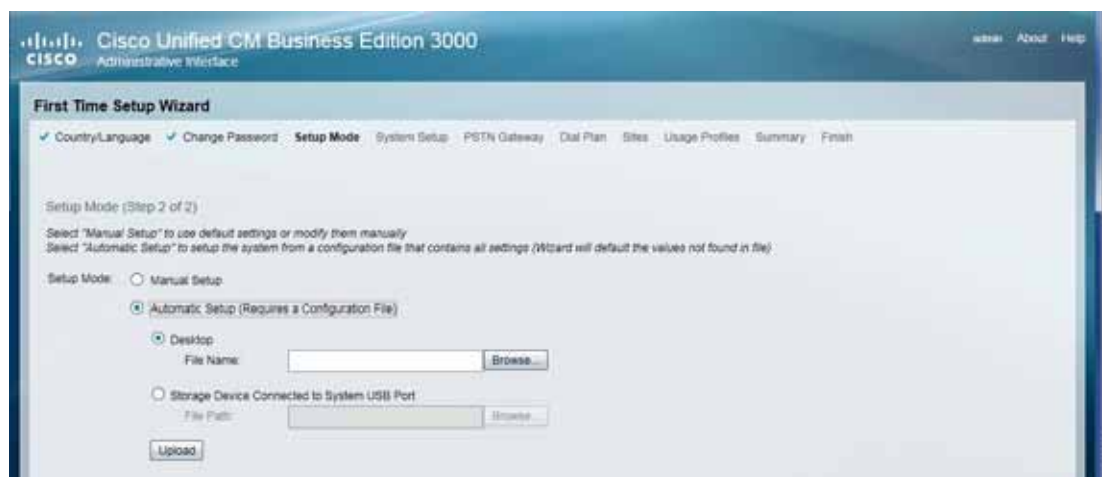 Cisco Unified CM Business Edition 3000
admin About Help
CISCO Administrative Interface
First Time Setup Wizard
Country/Language Change Password Setup Mode System Setup PSTN Gateway Dial Plan Sites Usage Profiles Summary Finish
Setup Mode (Step 2 of 2)
Select "Manual Setup" to use default settings or modify them manually
Select "Automatic Setup" to setup the system from a configuration file that contains all settings (Wizard will default the values not found in file)
Setup Mode: Manual Setup
Automatic Setup (Requires a Configuration File)
Desktop
File Name: Browse...
Storage Device Connected to System USB Port
File Path: Browse...
Upload